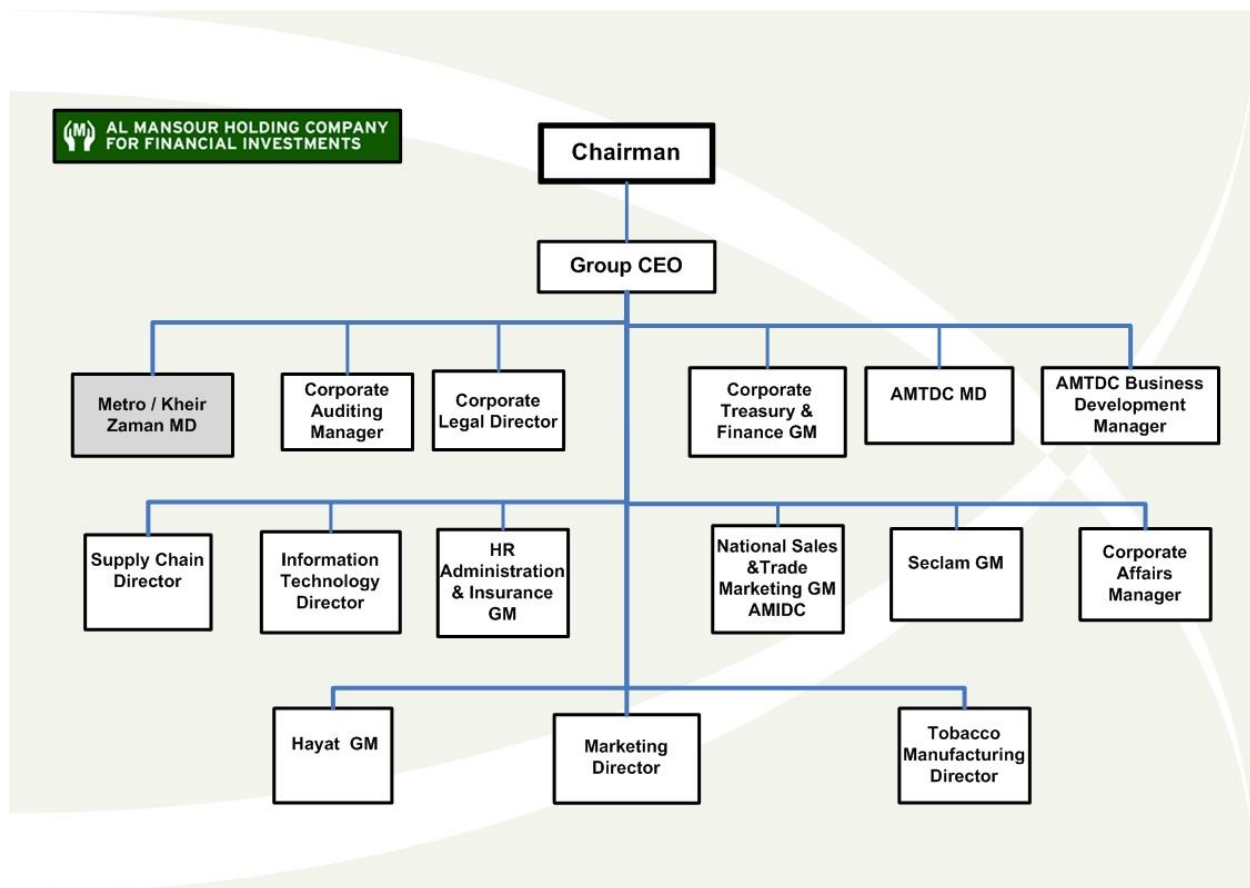 M
AL MANSOUR HOLDING COMPANY
FOR FINANCIAL INVESTMENTS
Chairman
Group CEO
Metro / Kheir
Zaman MD
Corporate
Auditing
Manager
Corporate
Legal Director
Corporate
Treasury &
Finance GM
AMTDC MD
AMTDC Business
Development
Manager
Supply Chain
Director
Information
Technology
Director
HR
Administration
& Insurance
GM
National Sales
&Trade
Marketing GM
AMIDC
Seclam GM
Corporate
Affairs
Manager
Hayat GM
Marketing
Director
Tobacco
Manufacturing
Director